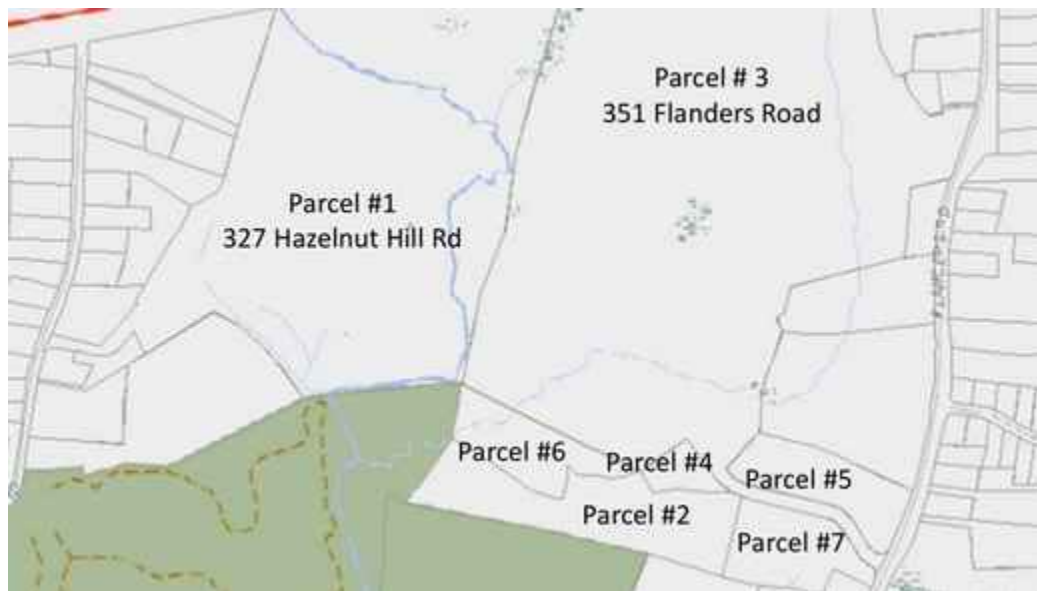 Parcel # 3
351 Flanders Road
Parcel #1
327 Hazelnut Hill Rd
Parcel #6
Parcel #4
Parcel #5
Parcel #2
Parcel #7